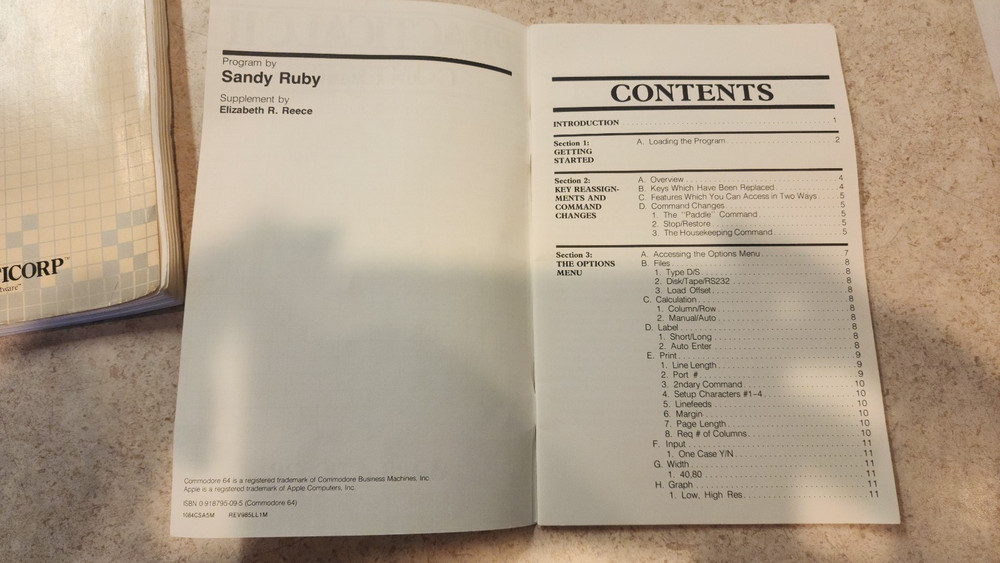 TICORP™
tware™
Program by
Sandy Ruby
Supplement by
Elizabeth R. Reece
Commodore 64 is a registered trademark of Commodore Business Machines, Inc.
Apple is a registered trademark of Apple Computers, Inc.
ISBN 0-918795-09-5 (Commodore 64)
REV985LL1M
CONTENTS
INTRODUCTION 1
Section 1:
GETTING
STARTED
A. Loading the Program 2
Section 2:
KEY REASSIGN-
MENTS AND
COMMAND
CHANGES
A. Overview 4
B. Keys Which Have Been Replaced 4
C. Features Which You Can Access in Two Ways 5
D. Command Changes 5
1. The "Paddle" Command 5
2. Stop/Restore 5
3. The Housekeeping Command 5
Section 3:
THE OPTIONS
MENU
A. Accessing the Options Menu 7
B. Files 8
1. Type D/S 8
2. Disk/Tape/RS232 8
3. Load Offset 8
C. Calculation 8
1. Column/Row 8
2. Manual/Auto 8
D. Label 8
1. Short/Long 8
2. Auto Enter 8
E. Print 9
1. Line Length 9
2. Port # 9
3. 2ndary Command 10
4. Setup Characters #1-4 10
5. Linefeeds 10
6. Margin 10
7. Page Length 10
8. Req # of Columns 10
F. Input 11
1. One Case Y/N 11
G. Width 11
1. 40,80 11
H. Graph 11
1. Low, High Res 11